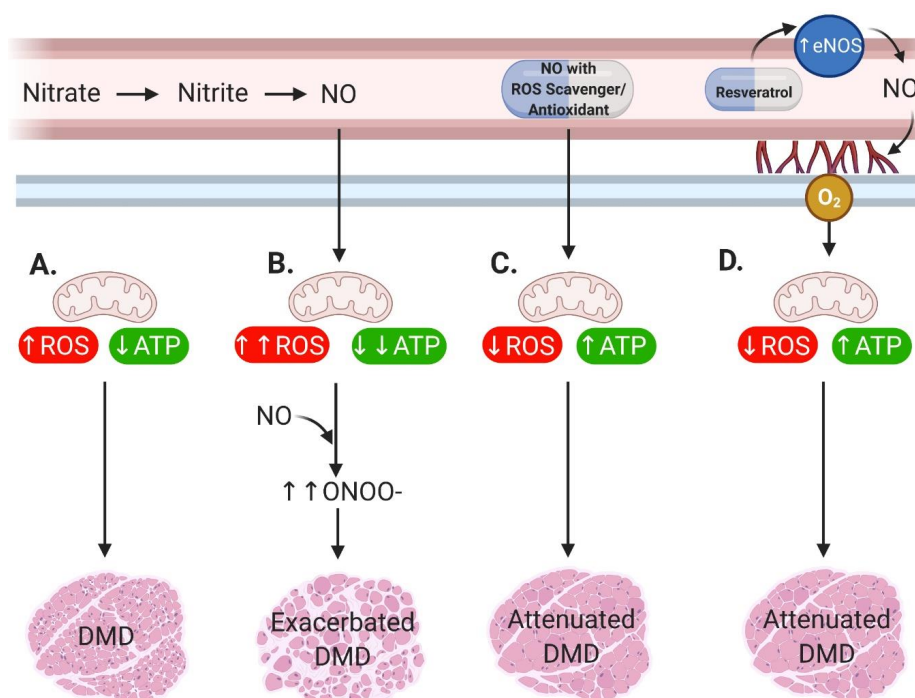 ↑ eNOS
Nitrate → Nitrite → NO
NO with
ROS Scavenger/
Antioxidant
Resveratrol
NO
O₂
A.
B.
C.
D.
↑ROS ↓ATP
↑↑ROS ↓↓ATP
↓ROS ↑ATP
↓ROS ↑ATP
NO
↑↑ONOO-
DMD
Exacerbated
DMD
Attenuated
DMD
Attenuated
DMD